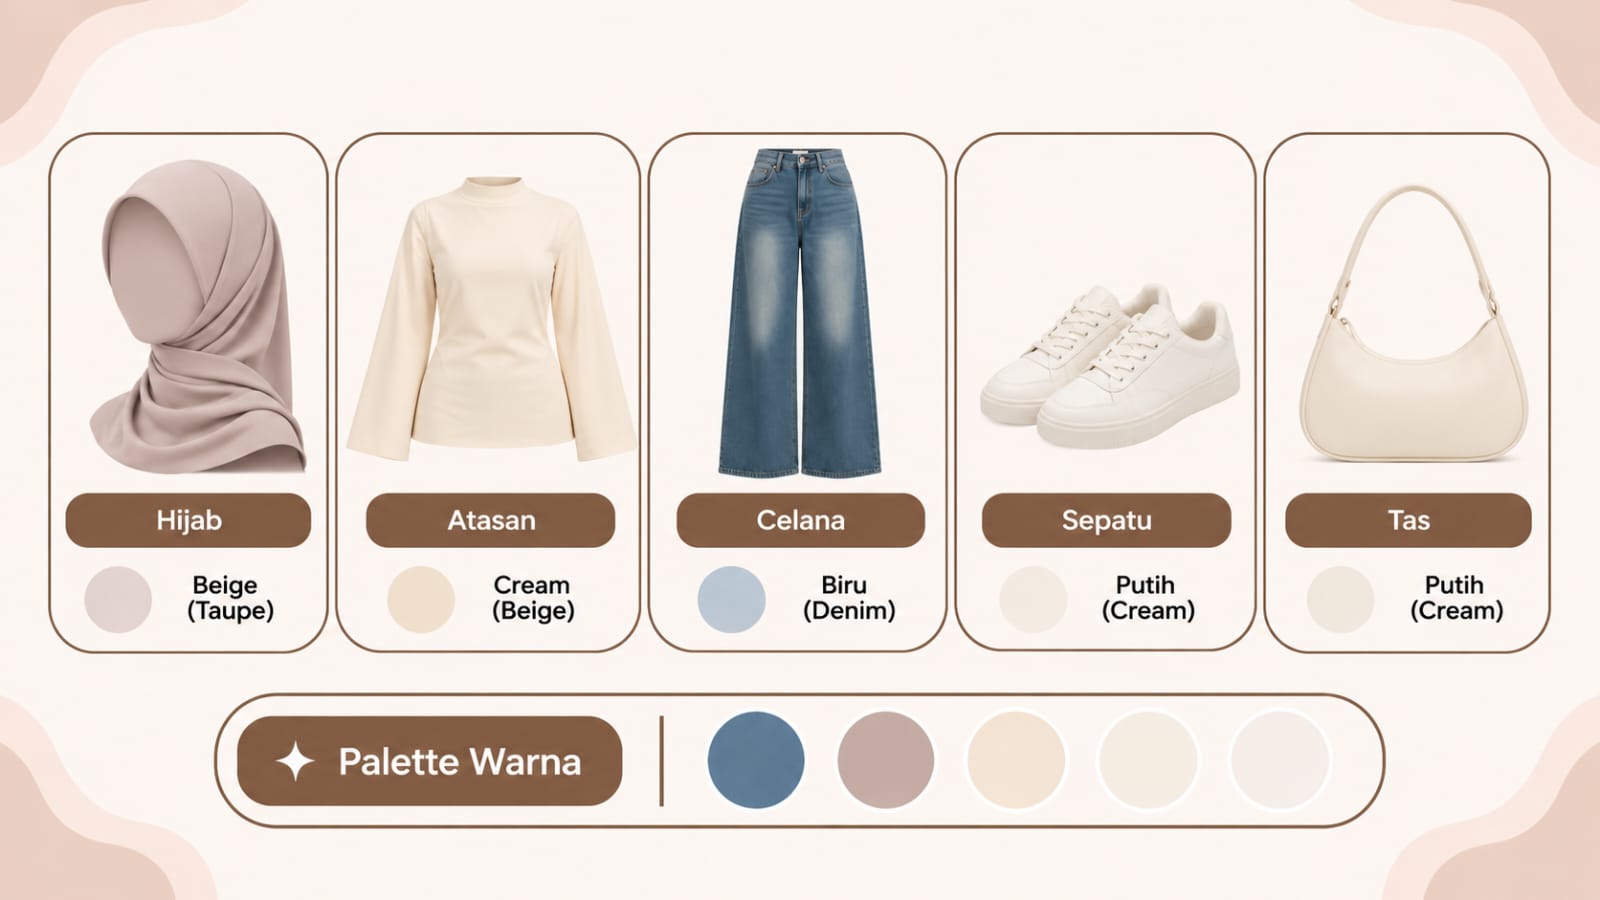 Hijab
Beige
(Taupe)
Atasan
Cream
(Beige)
Celana
Biru
(Denim)
Sepatu
Putih
(Cream)
Tas
Putih
(Cream)
Palette Warna